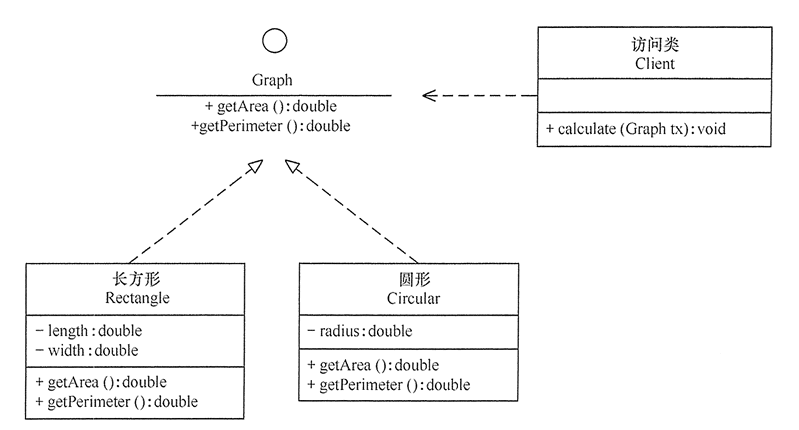 Graph
+ getArea ( ) : double
+getPerimeter ( ) : double
访问类
Client
+ calculate (Graph tx) : void
长方形
Rectangle
- length : double
- width : double
+ getArea ( ) : double
+ getPerimeter ( ) : double
圆形
Circular
- radius : double
+ getArea ( ) : double
+ getPerimeter ( ) : double